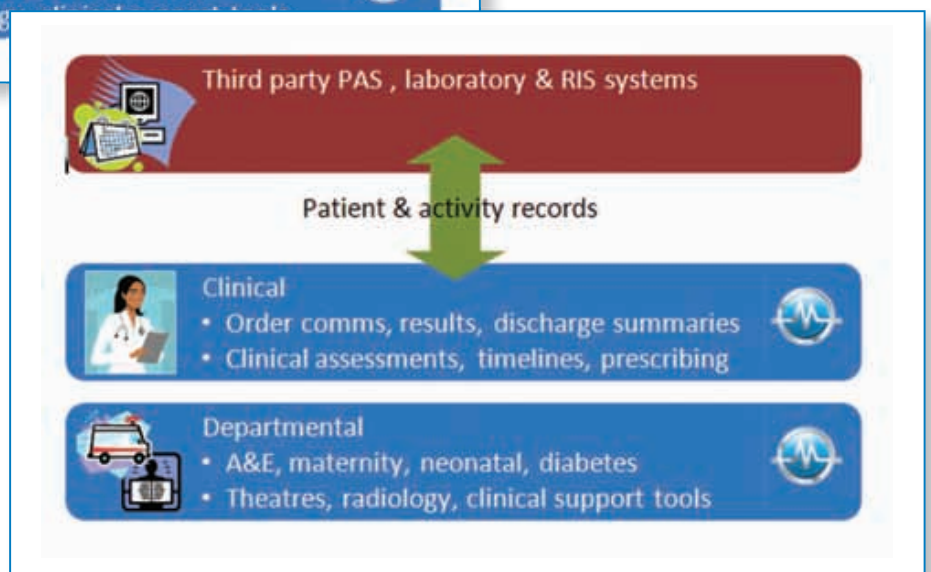 Third party PAS , laboratory & RIS systems
Patient & activity records
Clinical
• Order comms, results, discharge summaries
• Clinical assessments, timelines, prescribing
Departmental
• A&E, maternity, neonatal, diabetes
• Theatres, radiology, clinical support tools